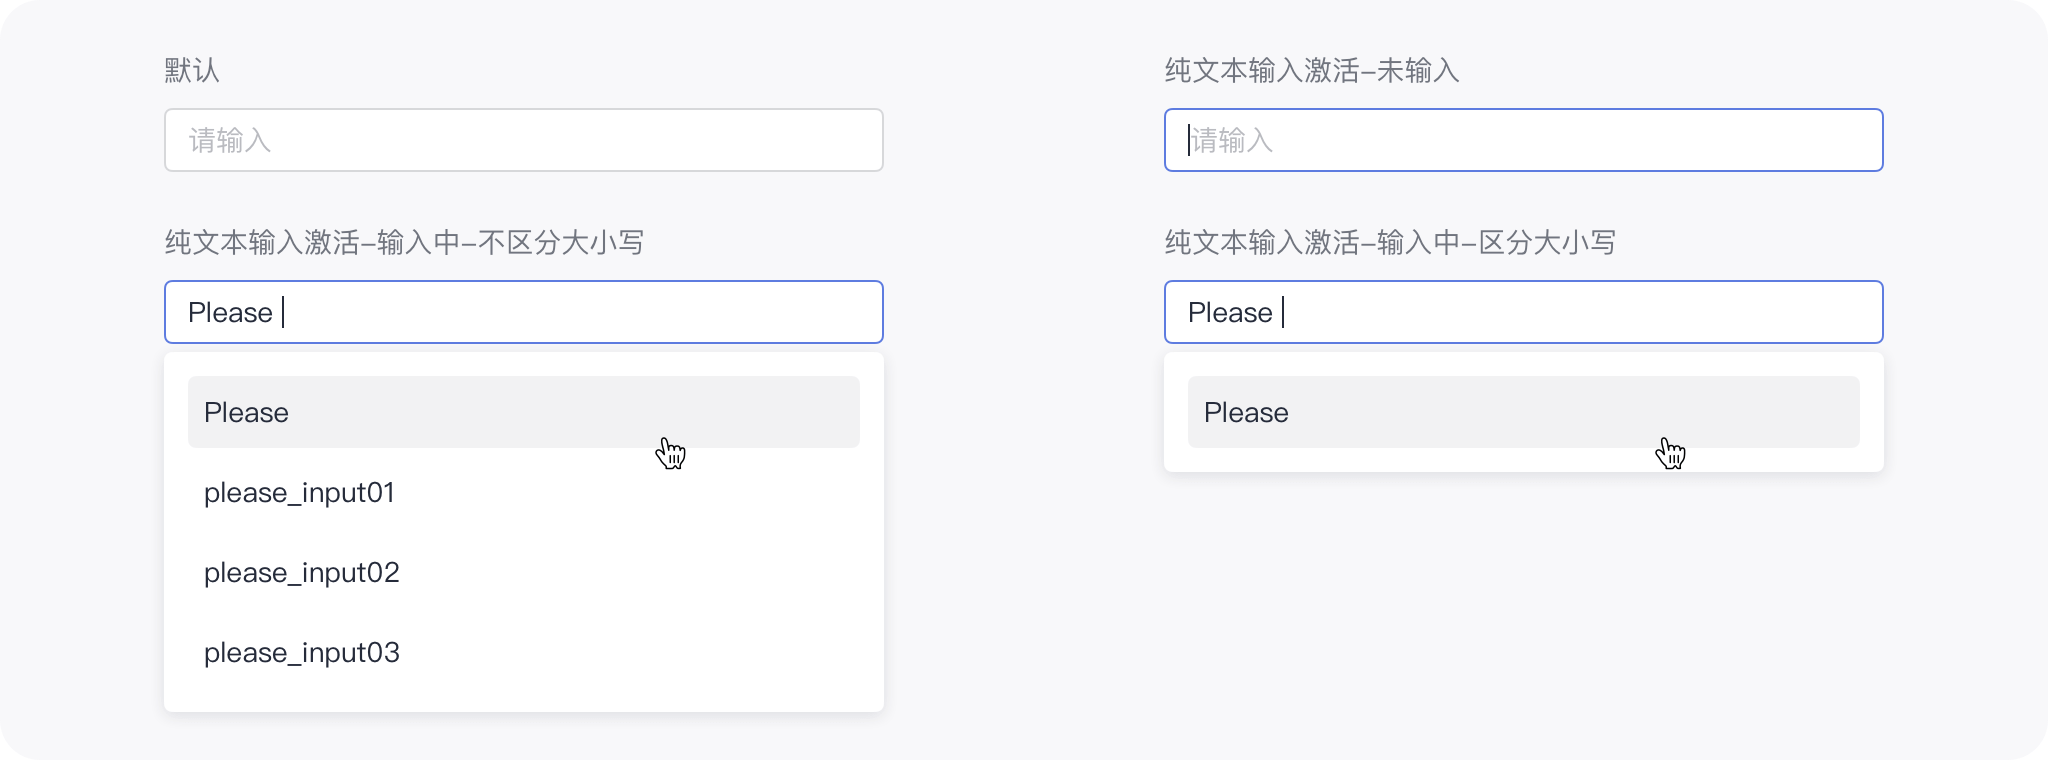 默认
请输入
纯文本输入激活–未输入
请输入
纯文本输入激活–输入中–不区分大小写
Please
Please
please_input01
please_input02
please_input03
纯文本输入激活–输入中–区分大小写
Please
Please